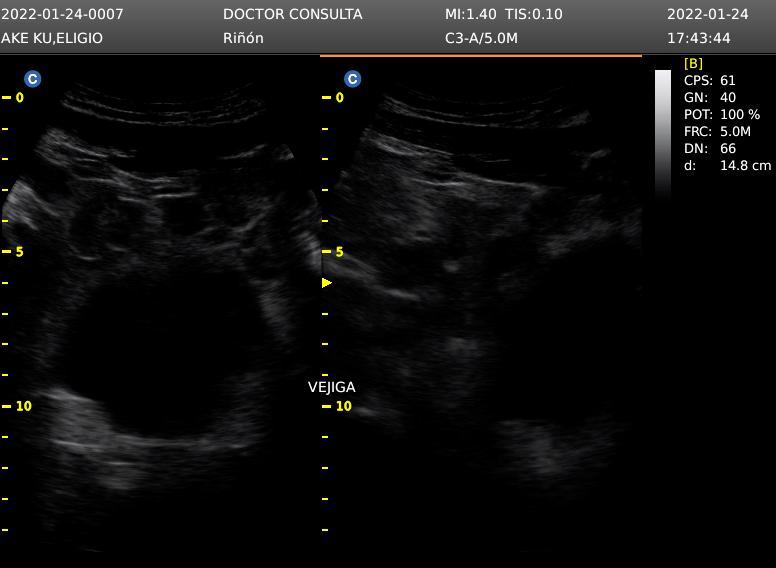 2022-01-24-0007 DOCTOR CONSULTA MI:1.40 TIS:0.10 2022-01-24
AKE KU,ELIGIO Riñón C3-A/5.0M 17:43:44
[B]
CPS: 61
GN: 40
POT: 100 %
FRC: 5.0M
DN: 66
d: 14.8 cm
C C
0 0
5 5
VEJIGA
10 10